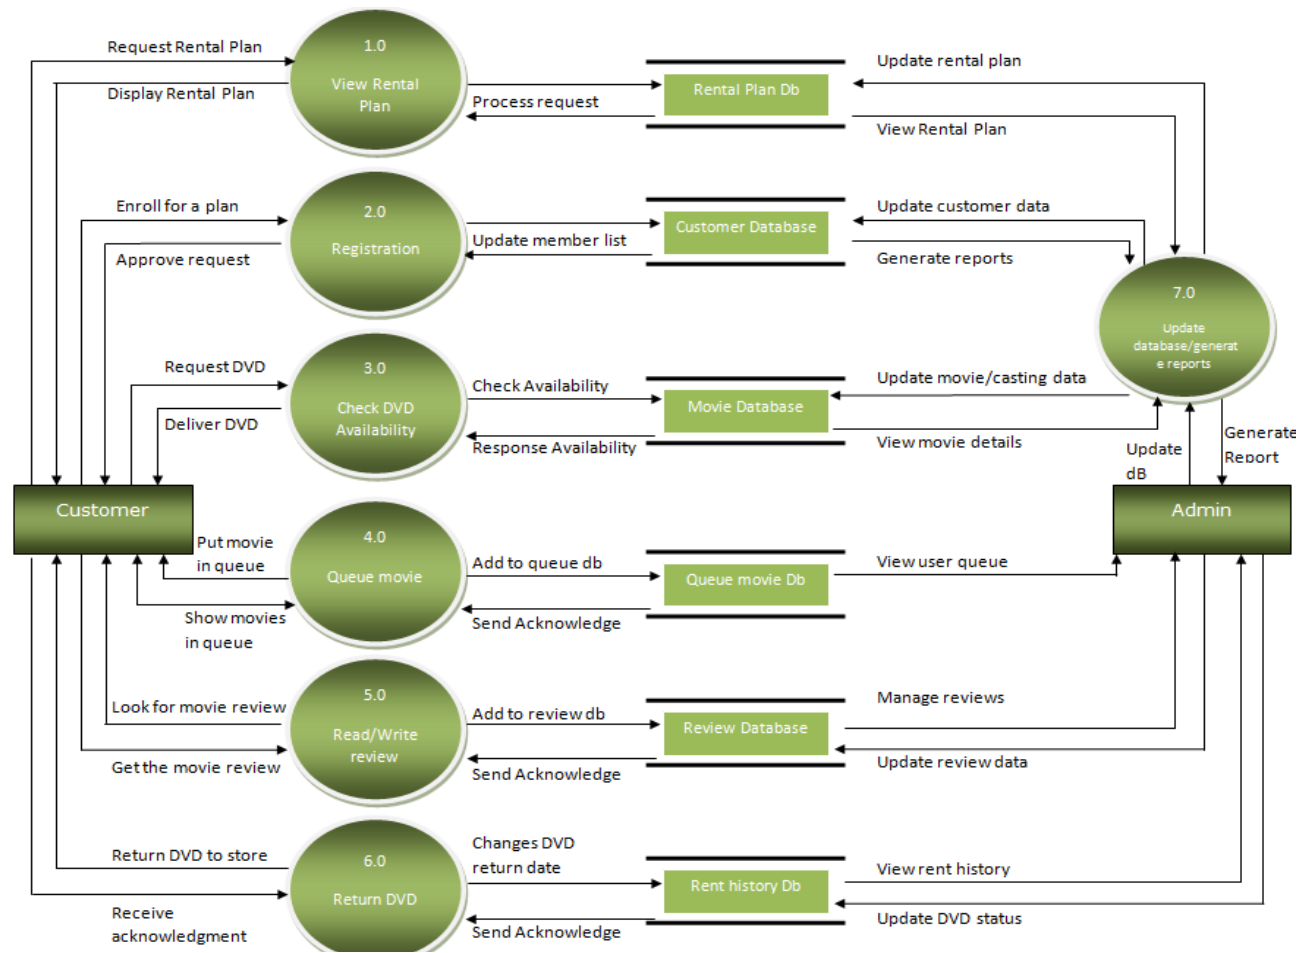 Request Rental Plan
Display Rental Plan
1.0
View Rental
Plan
Process request
Rental Plan Db
Update rental plan
View Rental Plan
Enroll for a plan
Approve request
2.0
Registration
Update member list
Customer Database
Update customer data
Generate reports
7.0
Update
database/generat
e reports
Request DVD
Deliver DVD
3.0
Check DVD
Availability
Check Availability
Response Availability
Movie Database
Update movie/casting data
View movie details
Update
dB
Generate
Report
Customer
Admin
Put movie
in queue
Show movies
in queue
4.0
Queue movie
Add to queue db
Send Acknowledge
Queue movie Db
View user queue
Look for movie review
Get the movie review
5.0
Read/Write
review
Add to review db
Send Acknowledge
Review Database
Manage reviews
Update review data
Return DVD to store
Receive
acknowledgment
6.0
Return DVD
Changes DVD
return date
Send Acknowledge
Rent history Db
View rent history
Update DVD status